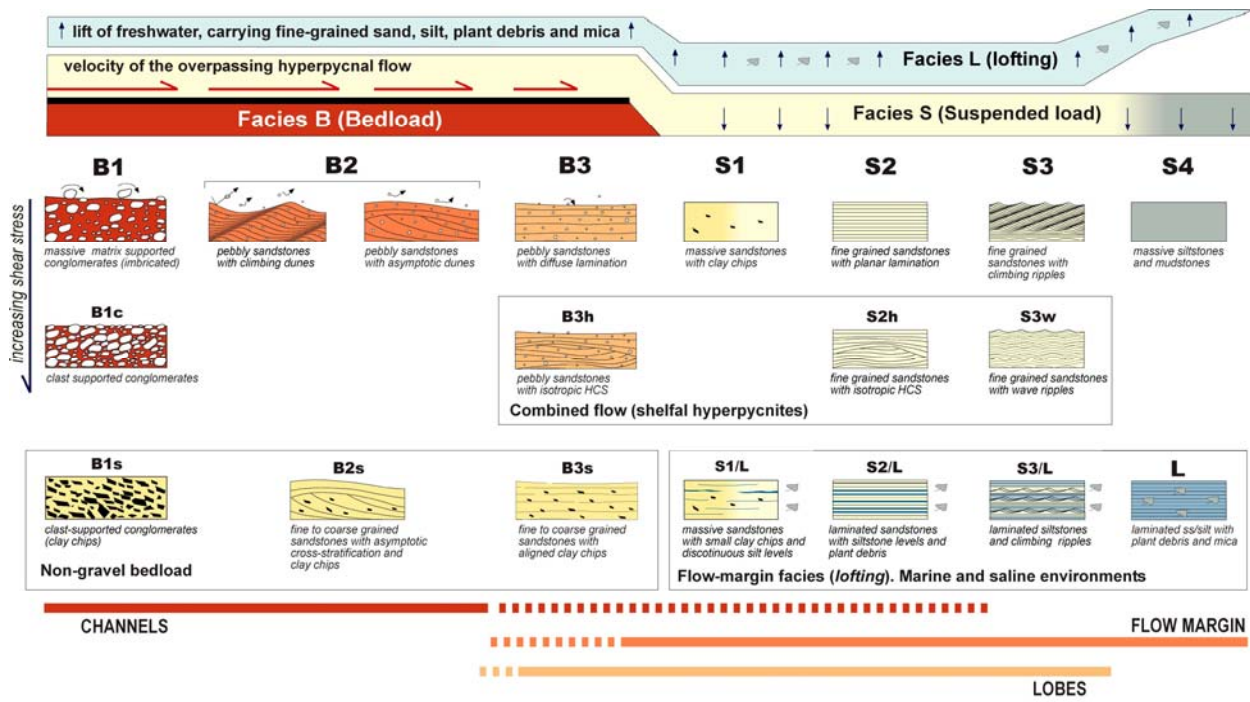 lift of freshwater, carrying fine-grained sand, silt, plant debris and mica
velocity of the overpassing hyperpycnal flow
Facies L (lofting)
Facies B (Bedload)
Facies S (Suspended load)
B1
B2
B3
S1
S2
S3
S4
increasing shear stress
massive matrix supported
conglomerates (imbricated)
pebbly sandstones
with climbing dunes
pebbly sandstones
with asymptotic dunes
pebbly sandstones
with diffuse lamination
massive sandstones
with clay chips
fine grained sandstones
with planar lamination
fine grained
sandstones with
climbing ripples
massive siltstones
and mudstones
B1c
clast supported conglomerates
B3h
pebbly sandstones
with isotropic HCS
S2h
fine grained sandstones
with isotropic HCS
S3w
fine grained sandstones
with wave ripples
Combined flow (shelfal hyperpycnites)
B1s
clast-supported conglomerates
(clay chips)
B2s
fine to coarse grained
sandstones with asymptotic
cross-stratification and
clay chips
B3s
fine to coarse grained
sandstones with
aligned clay chips
Non-gravel bedload
S1/L
massive sandstones
with small clay chips and
discotinuous silt levels
S2/L
laminated sandstones
with siltstone levels and
plant debris
S3/L
laminated siltstones
and climbing ripples
L
laminated ss/silt with
plant debris and mica
Flow-margin facies (lofting). Marine and saline environments
CHANNELS
FLOW MARGIN
LOBES